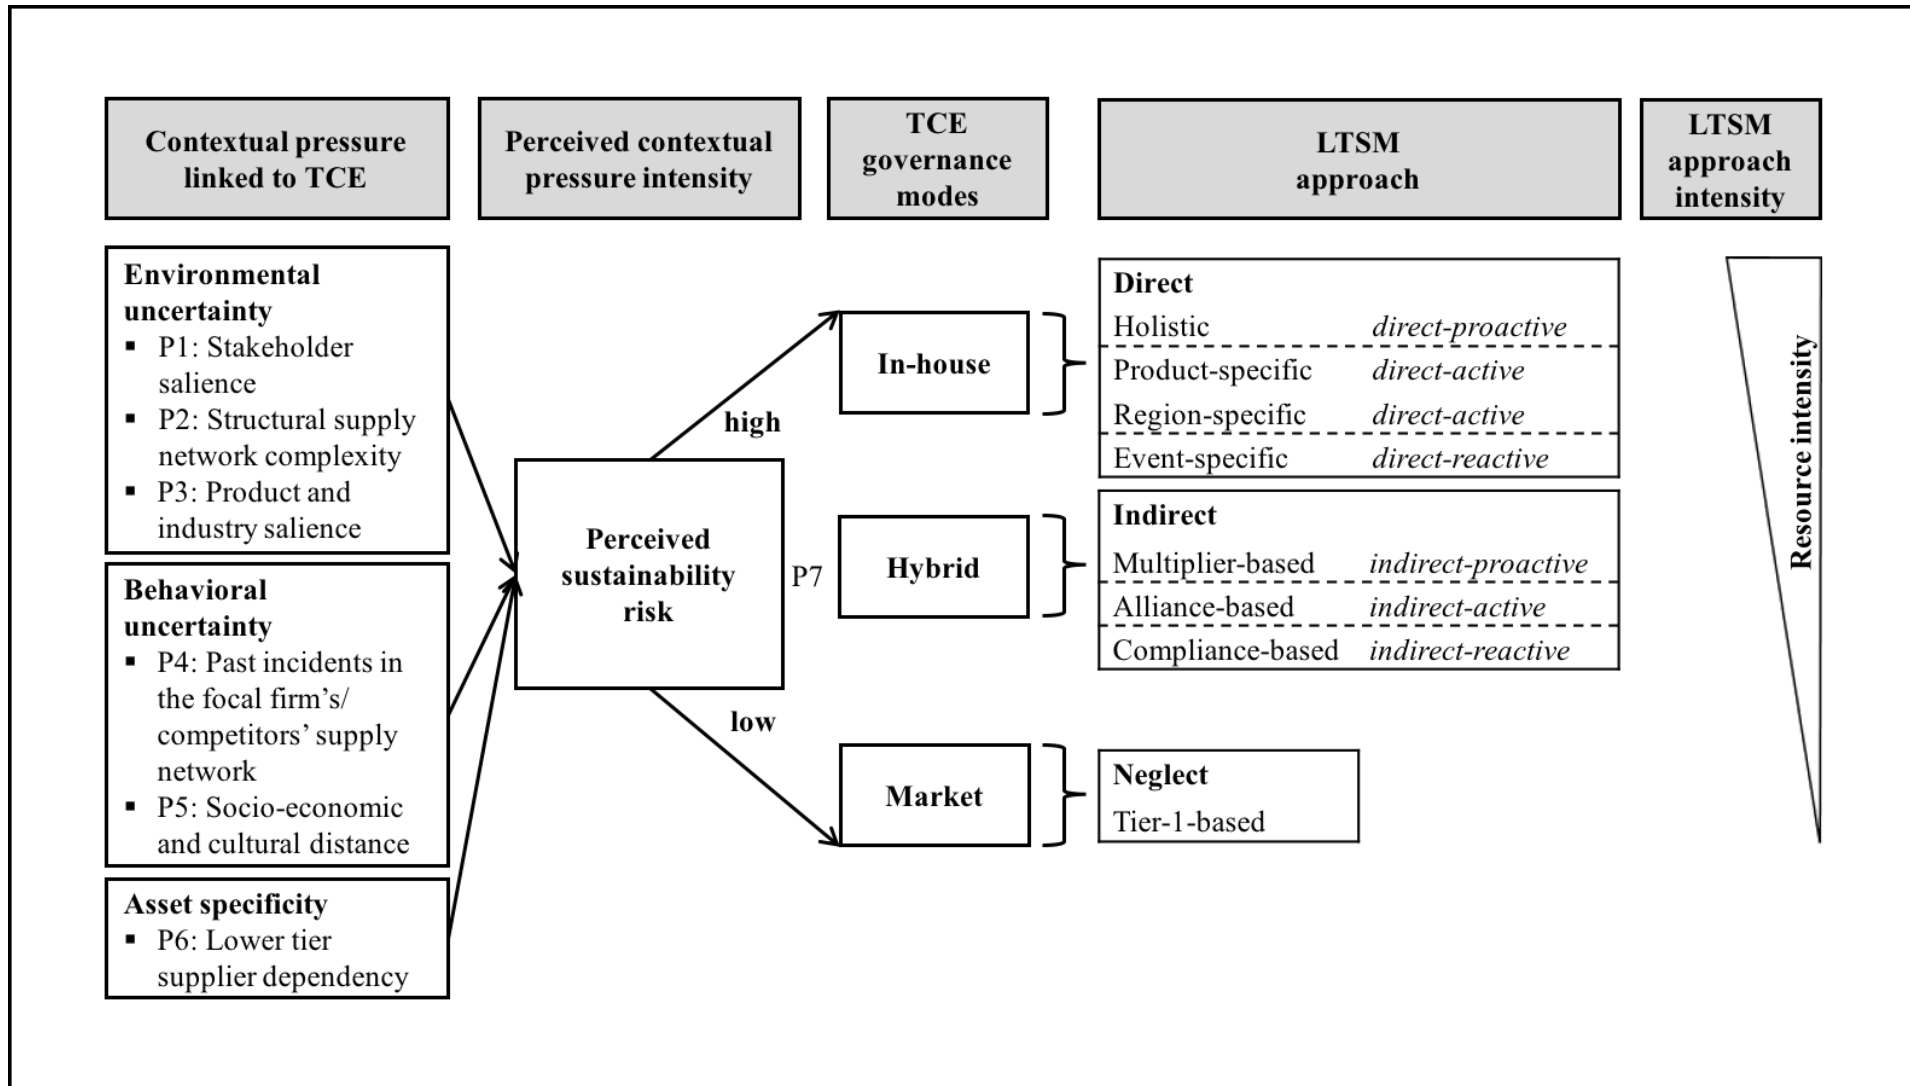 Contextual pressure
linked to TCE
Perceived contextual
pressure intensity
TCE
governance
modes
LTSM
approach
LTSM
approach
intensity
Environmental
uncertainty
▪ P1: Stakeholder
salience
▪ P2: Structural supply
network complexity
▪ P3: Product and
industry salience
Behavioral
uncertainty
▪ P4: Past incidents in
the focal firm’s/
competitors’ supply
network
▪ P5: Socio-economic
and cultural distance
Asset specificity
▪ P6: Lower tier
supplier dependency
Perceived
sustainability
risk
high
low
P7
In-house
Hybrid
Market
Direct
Holistic direct-proactive
Product-specific direct-active
Region-specific direct-active
Event-specific direct-reactive
Indirect
Multiplier-based indirect-proactive
Alliance-based indirect-active
Compliance-based indirect-reactive
Neglect
Tier-1-based
Resource intensity